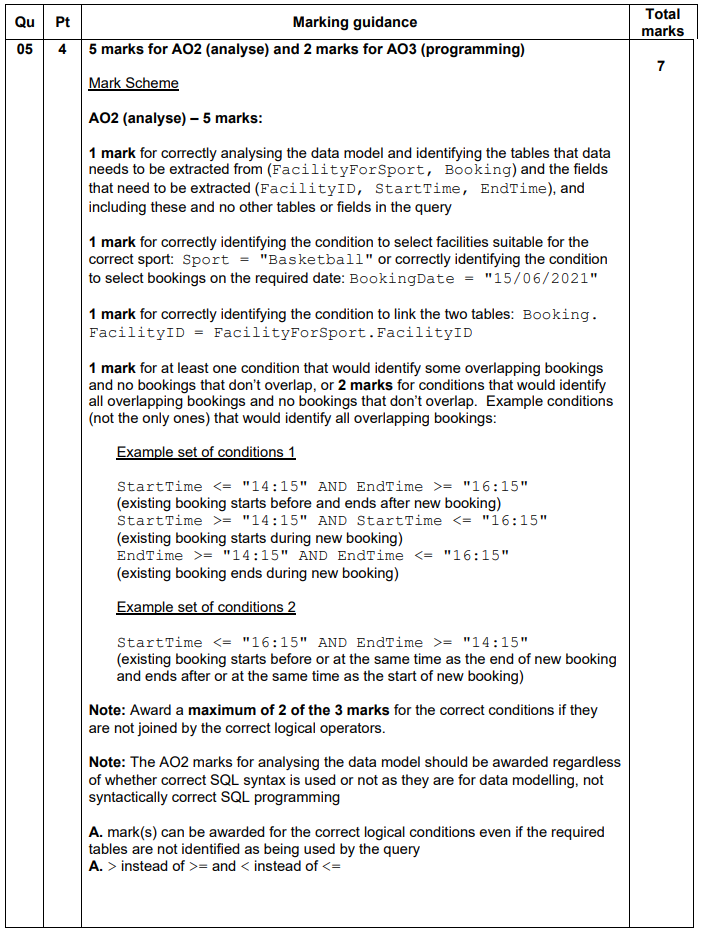 Qu Pt Marking guidance Total marks
05 4 5 marks for AO2 (analyse) and 2 marks for AO3 (programming)
7
Mark Scheme
AO2 (analyse) – 5 marks:
1 mark for correctly analysing the data model and identifying the tables that data
needs to be extracted from (FacilityForSport, Booking) and the fields
that need to be extracted (FacilityID, StartTime, EndTime), and
including these and no other tables or fields in the query
1 mark for correctly identifying the condition to select facilities suitable for the
correct sport: Sport = "Basketball" or correctly identifying the condition
to select bookings on the required date: BookingDate = "15/06/2021"
1 mark for correctly identifying the condition to link the two tables: Booking.
FacilityID = FacilityForSport.FacilityID
1 mark for at least one condition that would identify some overlapping bookings
and no bookings that don't overlap, or 2 marks for conditions that would identify
all overlapping bookings and no bookings that don't overlap. Example conditions
(not the only ones) that would identify all overlapping bookings:
Example set of conditions 1
StartTime <= "14:15" AND EndTime >= "16:15"
(existing booking starts before and ends after new booking)
StartTime >= "14:15" AND StartTime <= "16:15"
(existing booking starts during new booking)
EndTime >= "14:15" AND EndTime <= "16:15"
(existing booking ends during new booking)
Example set of conditions 2
StartTime <= "16:15" AND EndTime >= "14:15"
(existing booking starts before or at the same time as the end of new booking
and ends after or at the same time as the start of new booking)
Note: Award a maximum of 2 of the 3 marks for the correct conditions if they
are not joined by the correct logical operators.
Note: The AO2 marks for analysing the data model should be awarded regardless
of whether correct SQL syntax is used or not as they are for data modelling, not
syntactically correct SQL programming
A. mark(s) can be awarded for the correct logical conditions even if the required
tables are not identified as being used by the query
A. > instead of >= and < instead of <=